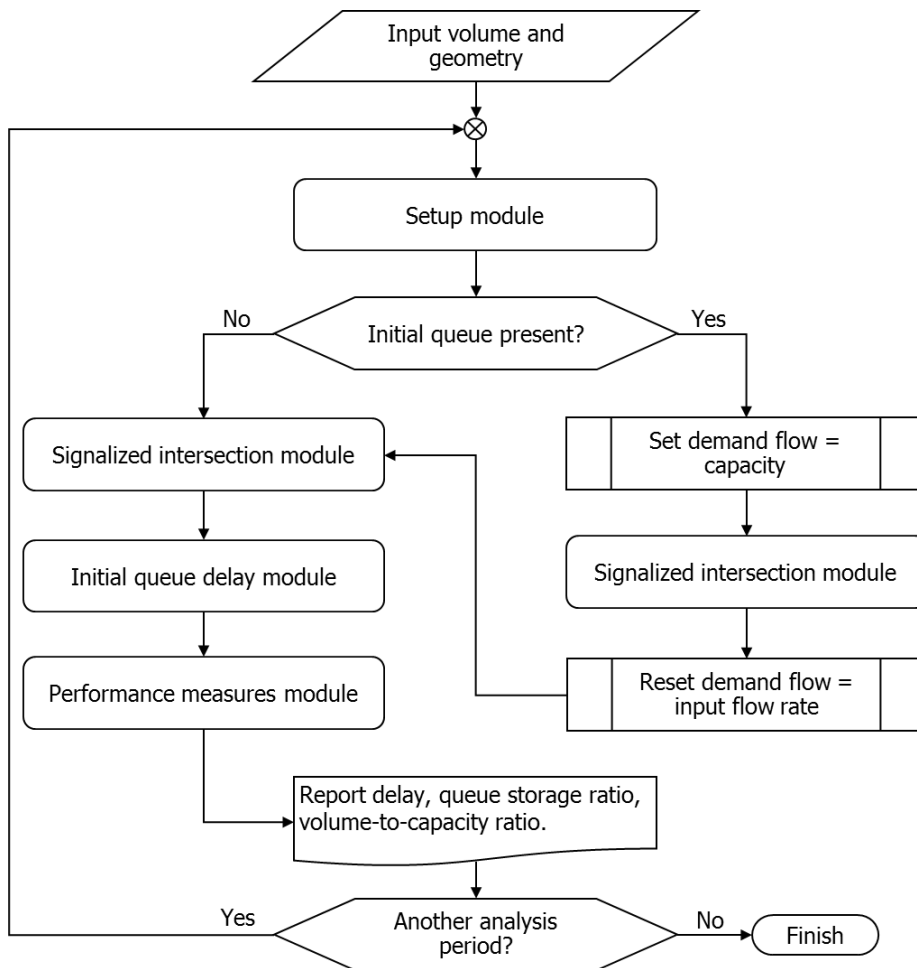 Input volume and
geometry
Setup module
No
Initial queue present?
Yes
Signalized intersection module
Set demand flow =
capacity
Initial queue delay module
Signalized intersection module
Performance measures module
Reset demand flow =
input flow rate
Report delay, queue storage ratio,
volume-to-capacity ratio.
Yes
Another analysis
period?
No
Finish